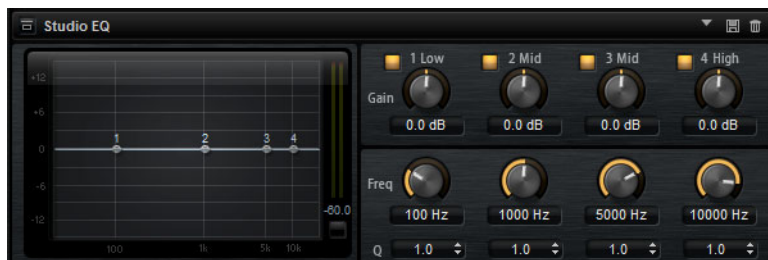 Studio EQ
1 Low 2 Mid 3 Mid 4 High
+12
+6
0
-6
-12
1 2 3 4
-60.0
100 1k 5k 10k
Gain
0.0 dB 0.0 dB 0.0 dB 0.0 dB
Freq
100 Hz 1000 Hz 5000 Hz 10000 Hz
Q 1.0 1.0 1.0 1.0